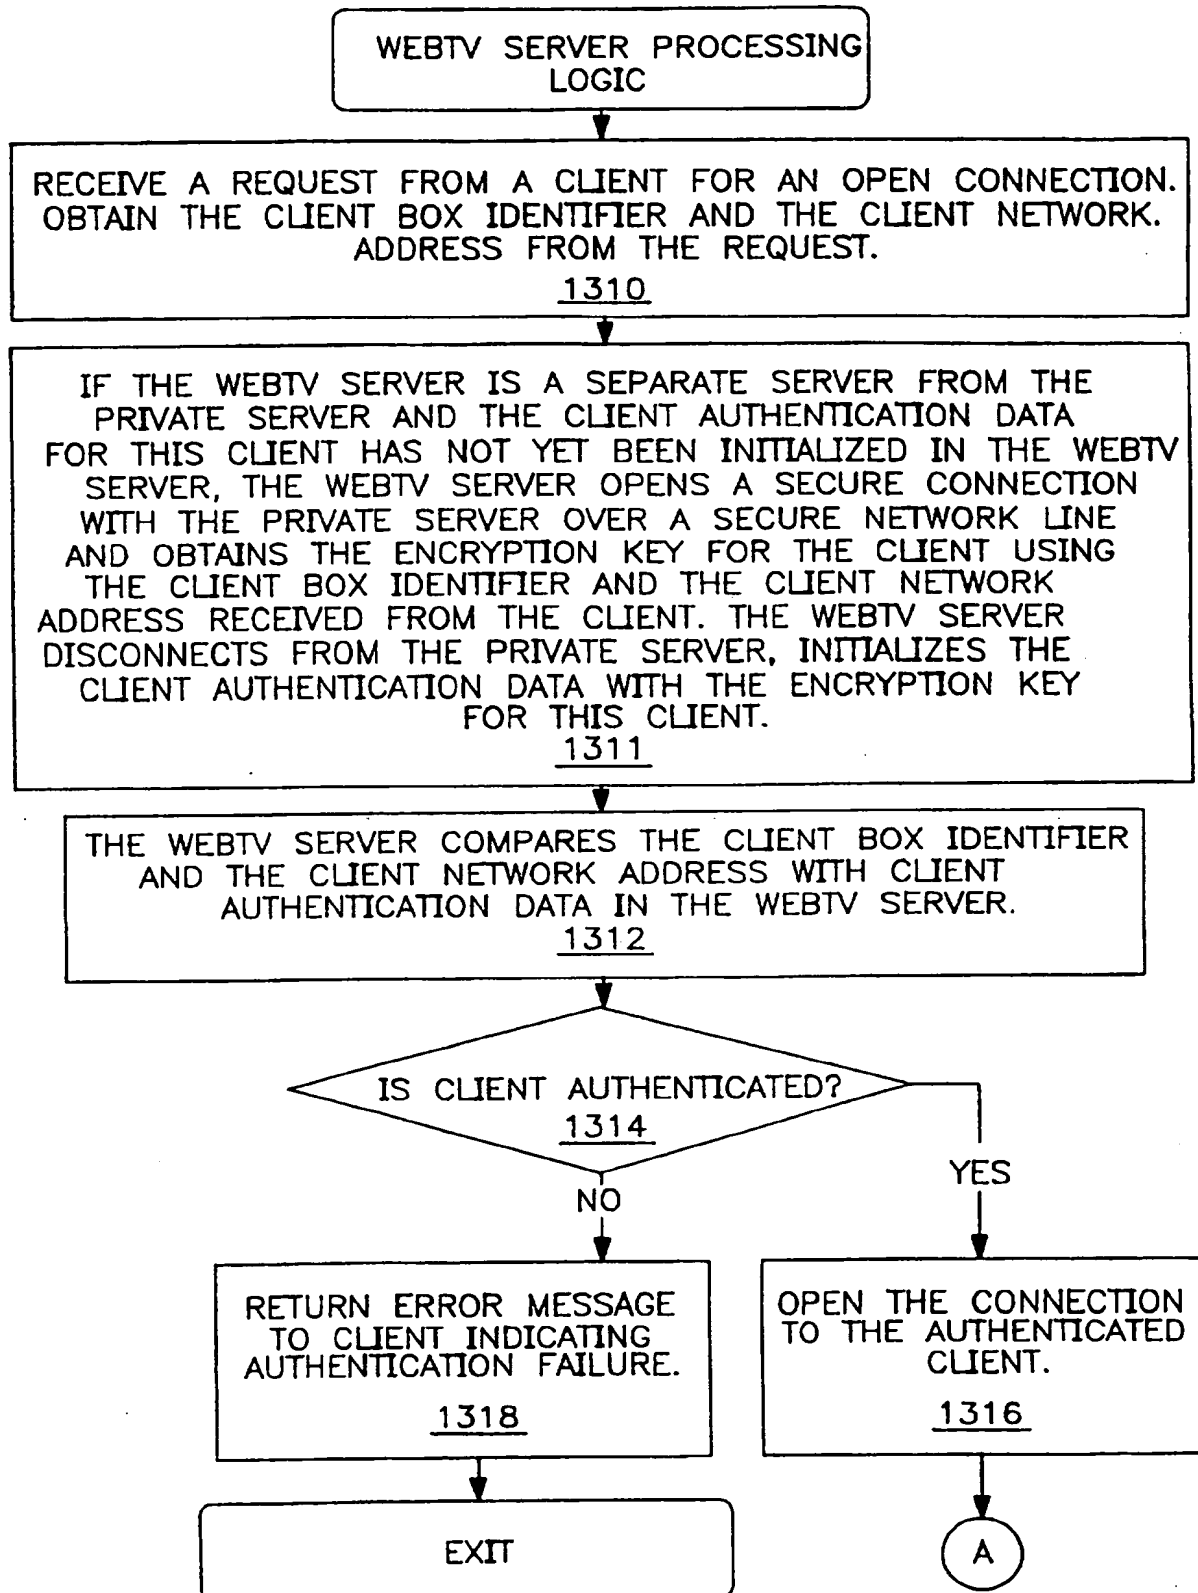 WEBTV SERVER PROCESSING
LOGIC
RECEIVE A REQUEST FROM A CLIENT FOR AN OPEN CONNECTION.
OBTAIN THE CLIENT BOX IDENTIFIER AND THE CLIENT NETWORK.
ADDRESS FROM THE REQUEST.
1310
IF THE WEBTV SERVER IS A SEPARATE SERVER FROM THE
PRIVATE SERVER AND THE CLIENT AUTHENTICATION DATA
FOR THIS CLIENT HAS NOT YET BEEN INITIALIZED IN THE WEBTV
SERVER, THE WEBTV SERVER OPENS A SECURE CONNECTION
WITH THE PRIVATE SERVER OVER A SECURE NETWORK LINE
AND OBTAINS THE ENCRYPTION KEY FOR THE CLIENT USING
THE CLIENT BOX IDENTIFIER AND THE CLIENT NETWORK
ADDRESS RECEIVED FROM THE CLIENT. THE WEBTV SERVER
DISCONNECTS FROM THE PRIVATE SERVER, INITIALIZES THE
CLIENT AUTHENTICATION DATA WITH THE ENCRYPTION KEY
FOR THIS CLIENT.
1311
THE WEBTV SERVER COMPARES THE CLIENT BOX IDENTIFIER
AND THE CLIENT NETWORK ADDRESS WITH CLIENT
AUTHENTICATION DATA IN THE WEBTV SERVER.
1312
IS CLIENT AUTHENTICATED?
1314
NO
YES
RETURN ERROR MESSAGE
TO CLIENT INDICATING
AUTHENTICATION FAILURE.
1318
OPEN THE CONNECTION
TO THE AUTHENTICATED
CLIENT.
1316
EXIT
A